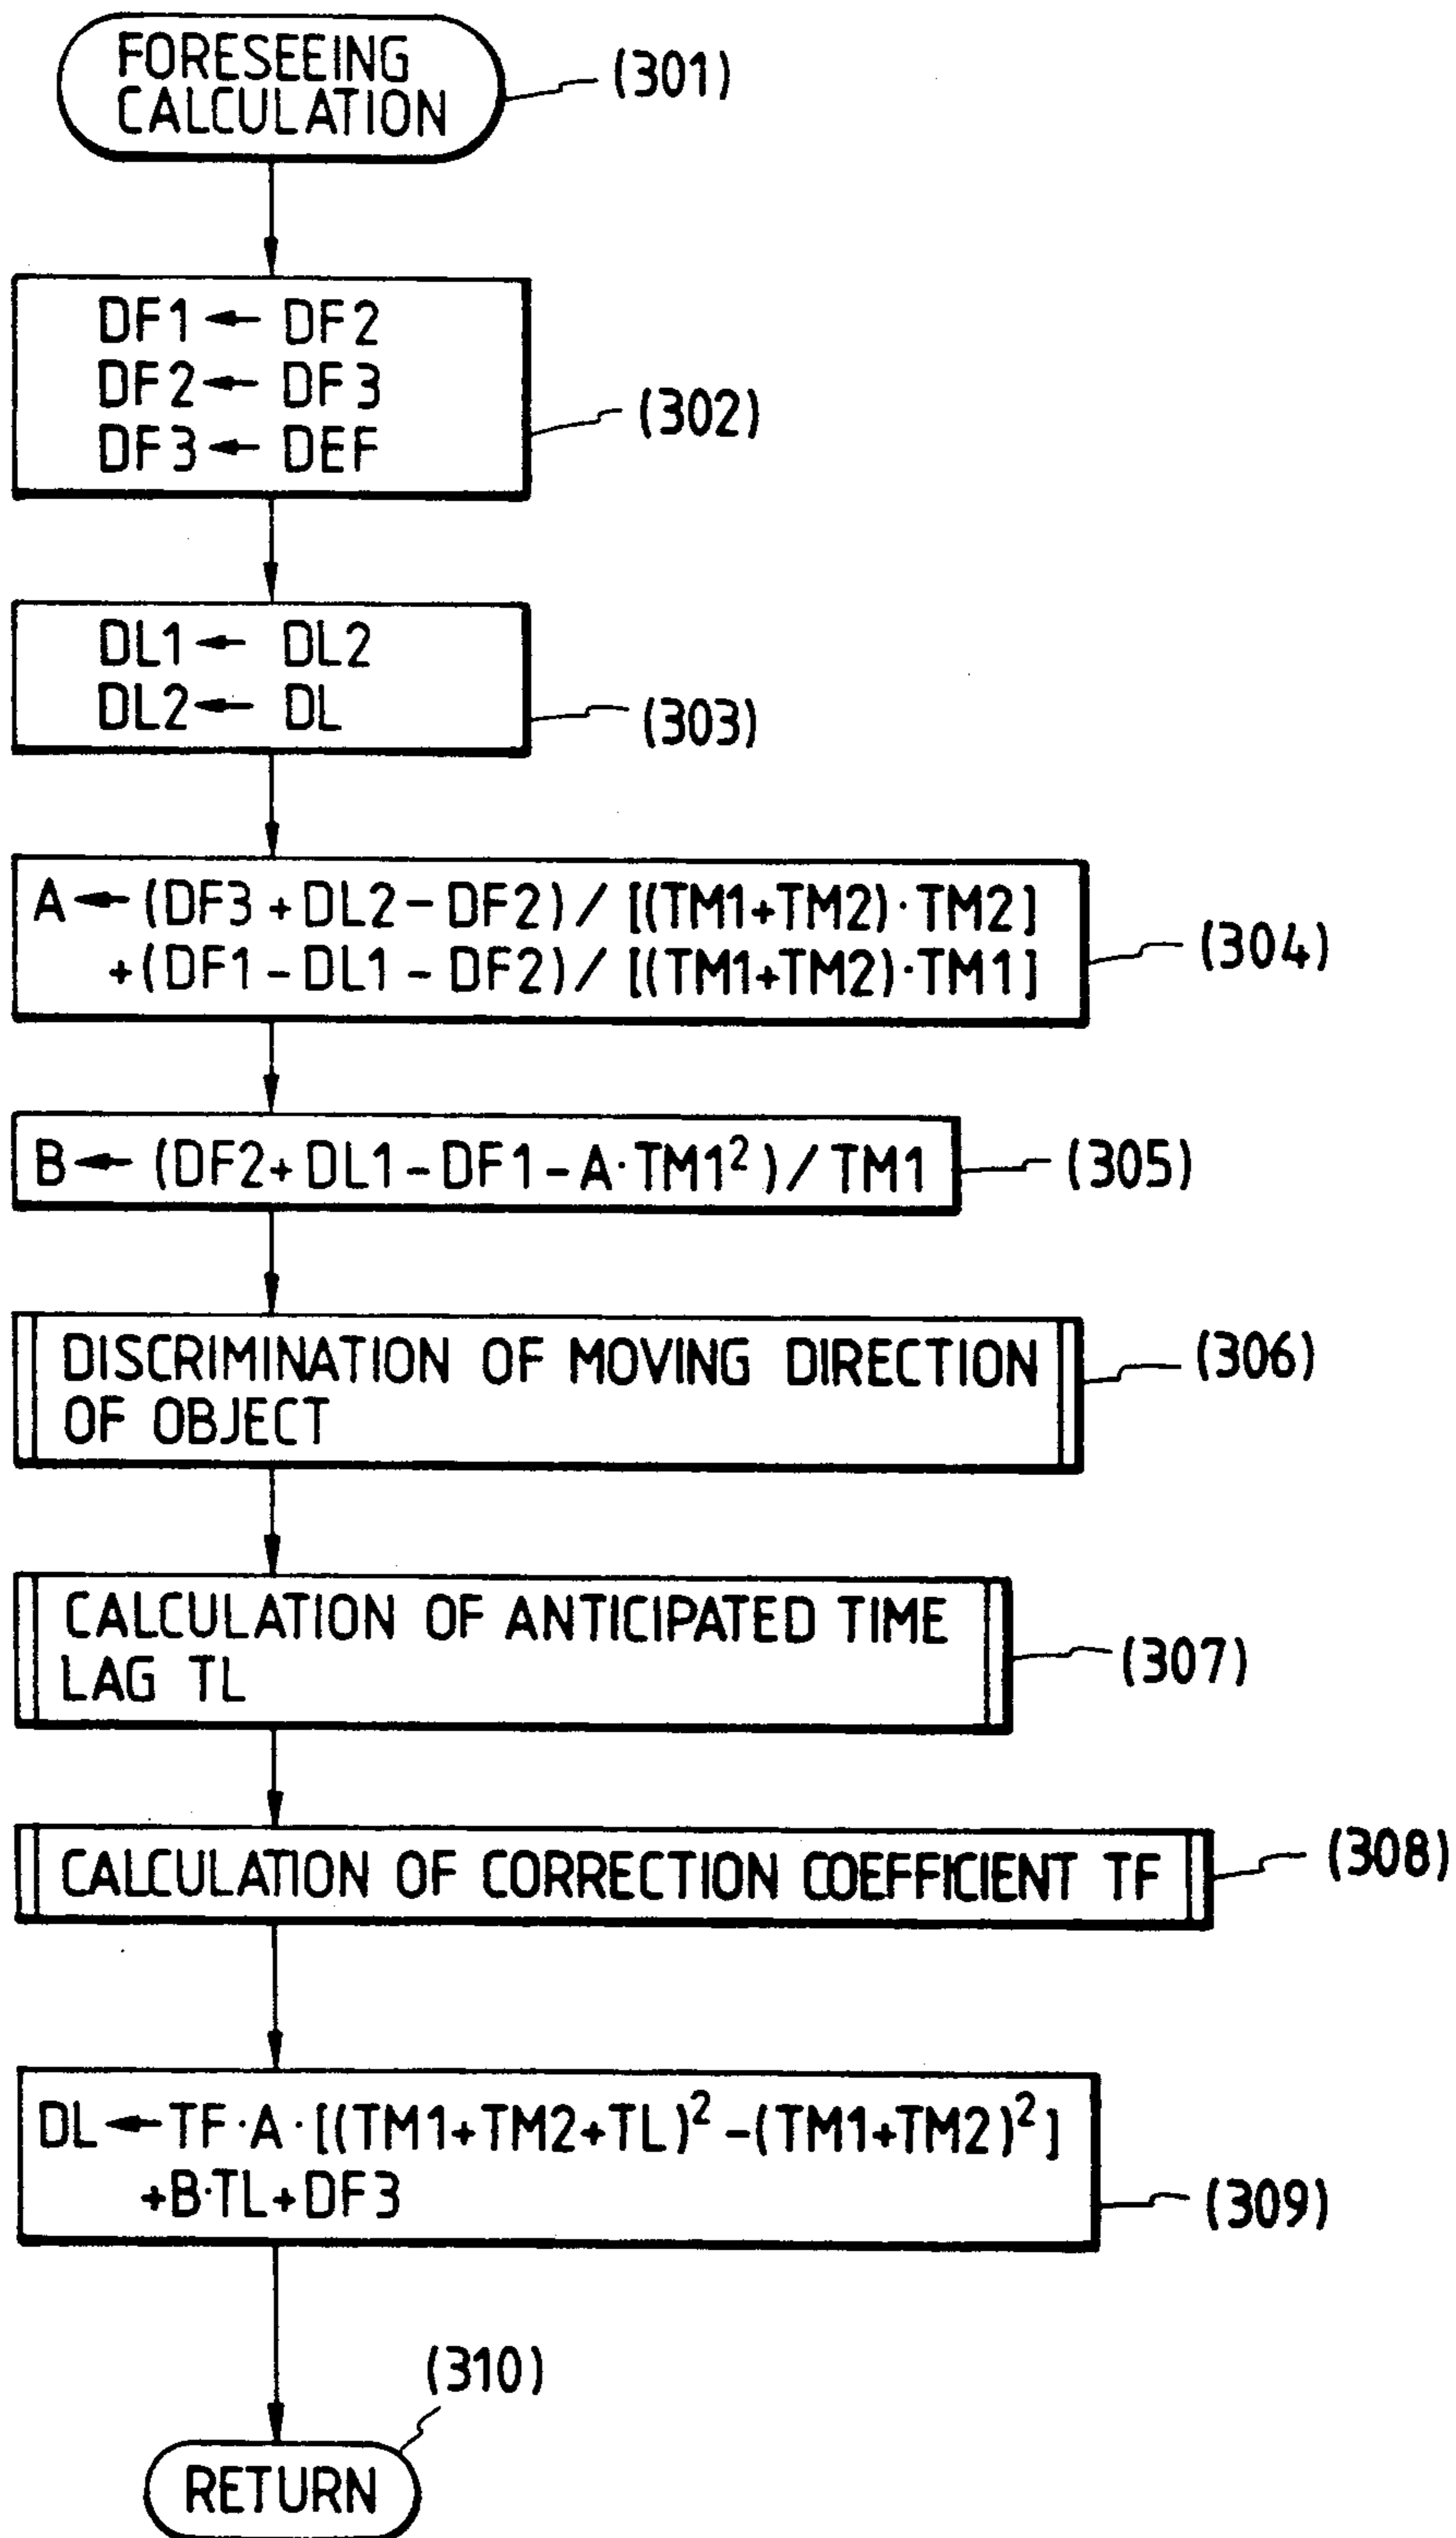 FORESEEING
CALCULATION
(301)
DF1 ← DF2
DF2 ← DF3
DF3 ← DEF
(302)
DL1 ← DL2
DL2 ← DL
(303)
A ← (DF3 + DL2 - DF2) / [(TM1+TM2)·TM2]
+(DF1 - DL1 - DF2) / [(TM1+TM2)·TM1]
(304)
B ← (DF2 + DL1 - DF1 - A·TM1²) / TM1
(305)
DISCRIMINATION OF MOVING DIRECTION
OF OBJECT
(306)
CALCULATION OF ANTICIPATED TIME
LAG TL
(307)
CALCULATION OF CORRECTION COEFFICIENT TF
(308)
DL ← TF·A·[(TM1+TM2+TL)² -(TM1+TM2)²]
+B·TL+DF3
(309)
(310)
RETURN